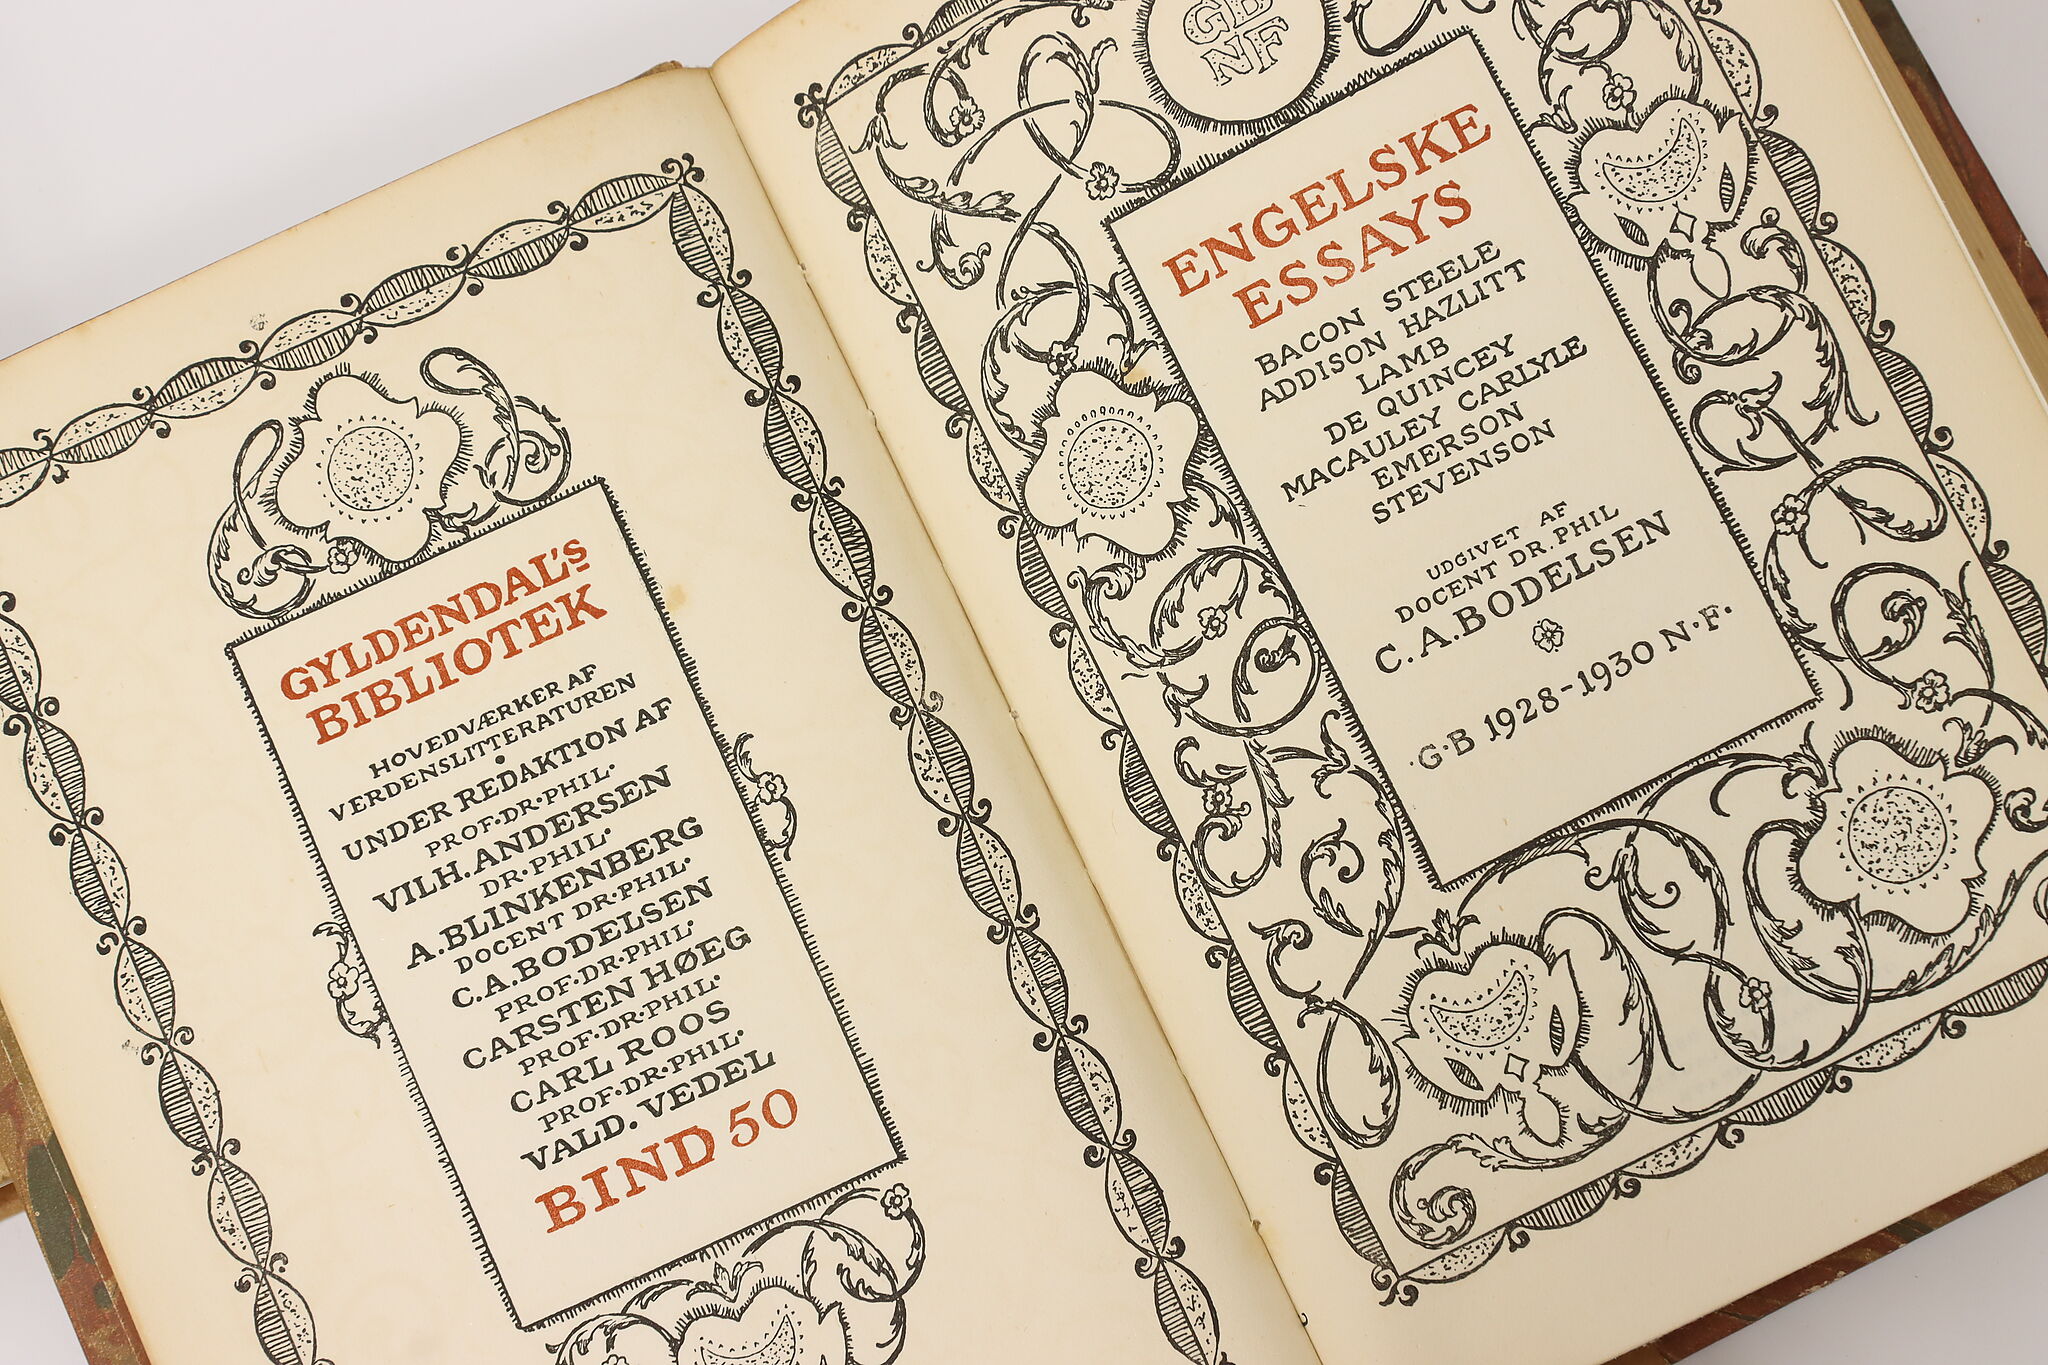 GYLDENDAL'S
BIBLIOTEK
HOVEDVÆRKER AF
VERDENSLITTERATUREN
UNDER REDAKTION AF
PROF·DR·PHIL·
VILH. ANDERSEN
DR·PHIL·
A. BLINKENBERG
DOCENT DR·PHIL·
C.A. BODELSEN
PROF·DR·PHIL·
CARSTEN HØEG
PROF·DR·PHIL·
CARL ROOS
PROF·DR·PHIL·
VALD. VEDEL
BIND 50
GB
NF
ENGELSKE
ESSAYS
BACON STEELE
ADDISON HAZLITT
LAMB
DE QUINCEY
MACAULEY CARLYLE
EMERSON
STEVENSON
UDGIVET AF
DOCENT DR. PHIL
C. A. BODELSEN
·G·B 1928-1930 N·F·